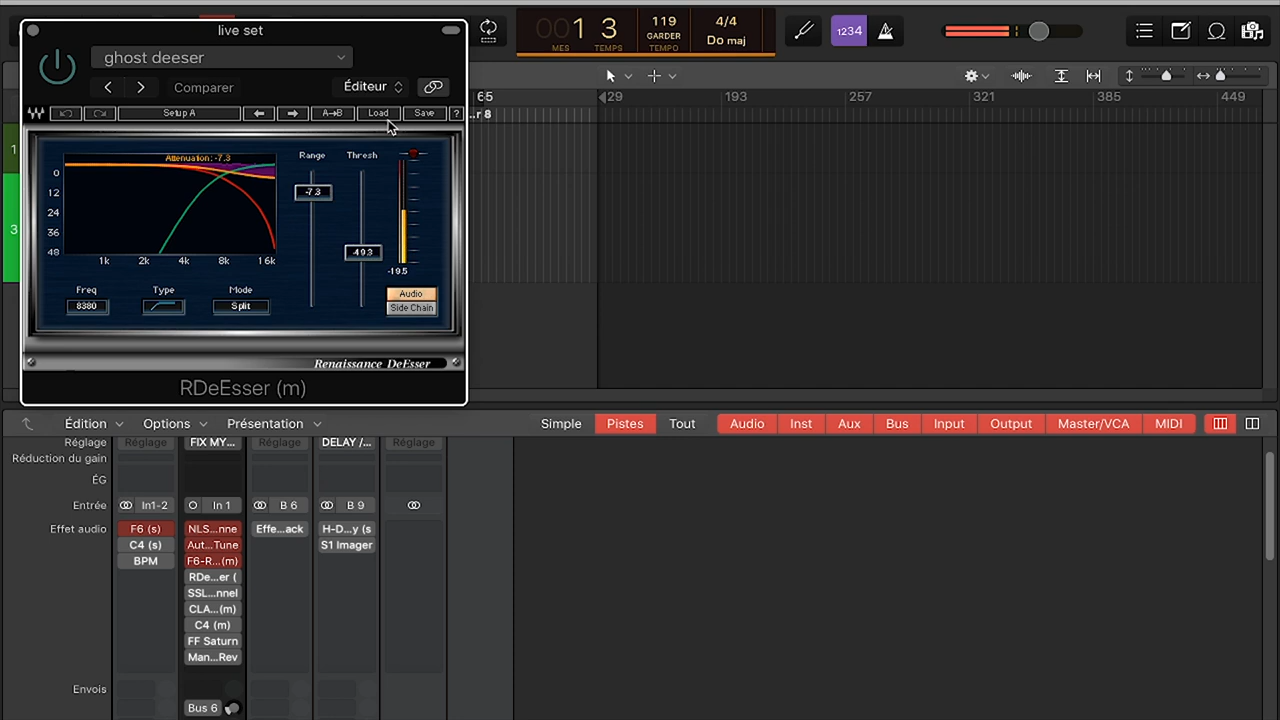 live set
ghost deeser
Comparer
Éditeur
Setup A
A→B
Load
Save
?
Attenuation: -7.3
0
12
24
36
48
1k 2k 4k 8k 16k
Range
Thresh
-7.3
-49.3
-19.5
Freq
Type
Mode
8380
Split
Audio
Side Chain
Renaissance DeEsser
RDeEsser (m)
001 3
MES TEMPS
119
GARDER
TEMPO
4/4
Do maj
1234
65
129 193 257 321 385 449
..r 8
1
3
Édition
Options
Présentation
Simple
Pistes
Tout
Audio
Inst
Aux
Bus
Input
Output
Master/VCA
MIDI
Réglage Réglage FIX MY... Réglage DELAY /... Réglage
Réduction du gain
ÉG
Entrée In1-2 In 1 B 6 B 9
Effet audio F6 (s) NLS...nne Effe...ack H-D...y (s
C4 (s) Aut...Tune S1 Imager
BPM F6-R...(m)
RDe...er (
SSL...nnel
CLA...(m)
C4 (m)
FF Saturn
Man...Rev
Envois
Bus 6